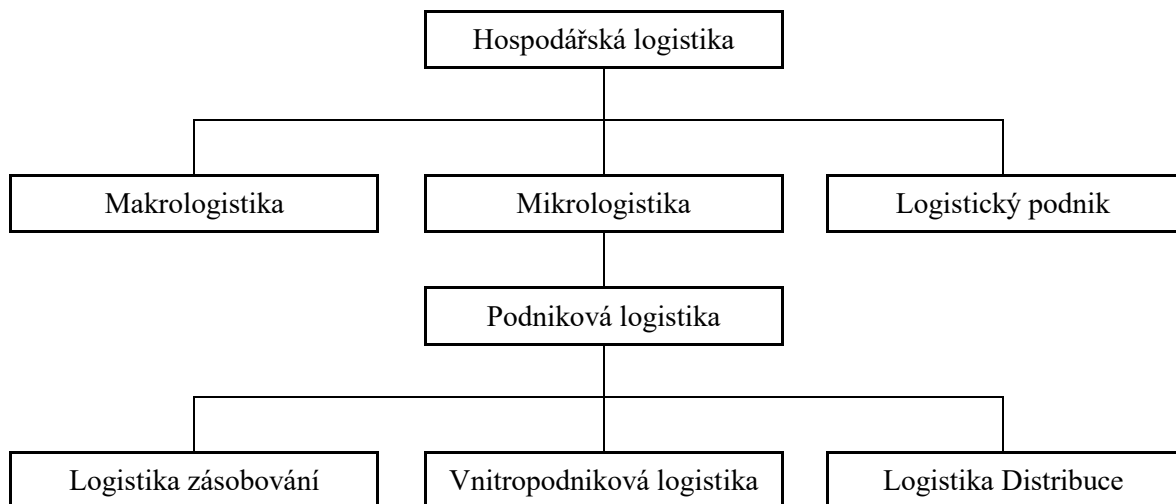 Hospodářská logistika
Makrologistika
Mikrologistika
Logistický podnik
Podniková logistika
Logistika zásobování
Vnitropodniková logistika
Logistika Distribuce